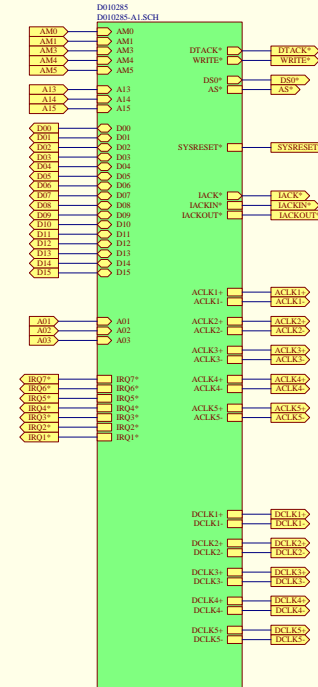 D010285
D010285-A1.SCH
AM0 AM0
AM1 AM1
AM3 AM3 DTACK* DTACK*
AM4 AM4 WRITE* WRITE*
AM5 AM5
DS0* DS0*
A13 A13 AS* AS*
A14 A14
A15 A15
D00 D00
D01 D01
D02 D02 SYSRESET* SYSRESET
D03 D03
D04 D04
D05 D05
D06 D06
D07 D07 IACK* IACK*
D08 D08 IACKIN* IACKIN*
D09 D09 IACKOUT* IACKOUT*
D10 D10
D11 D11
D12 D12
D13 D13
D14 D14
D15 D15
ACLK1+ ACLK1+
ACLK1- ACLK1-
A01 A01 ACLK2+ ACLK2+
A02 A02 ACLK2- ACLK2-
A03 A03
ACLK3+ ACLK3+
ACLK3- ACLK3-
IRQ7* IRQ7* ACLK4+ ACLK4+
IRQ6* IRQ6* ACLK4- ACLK4-
IRQ5* IRQ5*
IRQ4* IRQ4* ACLK5+ ACLK5+
IRQ3* IRQ3* ACLK5- ACLK5-
IRQ2* IRQ2*
IRQ1* IRQ1*
DCLK1+ DCLK1+
DCLK1- DCLK1-
DCLK2+ DCLK2+
DCLK2- DCLK2-
DCLK3+ DCLK3+
DCLK3- DCLK3-
DCLK4+ DCLK4+
DCLK4- DCLK4-
DCLK5+ DCLK5+
DCLK5- DCLK5-